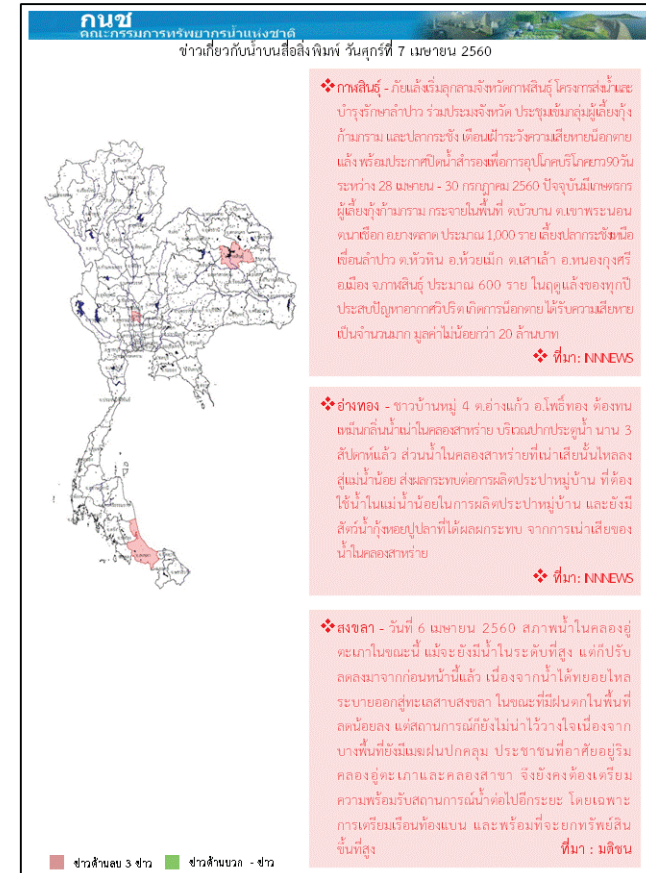 กนช
คณะกรรมการทรัพยากรน้ำแห่งชาติ
ข่าวเกี่ยวกับน้ำบนสื่อสิ่งพิมพ์ วันศุกร์ที่ 7 เมษายน 2560
❖ กาฬสินธุ์ - ภัยแล้งเริ่มลุกลามจังหวัดกาฬสินธุ์ โครงการส่งน้ำและ
บำรุงรักษาลำปาว ร่วมประมงจังหวัด ประชุมเข้มกลุ่มผู้เลี้ยงกุ้ง
ก้ามกราม และปลากระชัง เตือนเฝ้าระวังความเสียหายน็อกตาย
แล้ง พร้อมประกาศปิดน้ำสำรองเพื่อการอุปโภคบริโภคยาว90วัน
ระหว่าง 28 เมษายน - 30 กรกฎาคม 2560 ปัจจุบันมีเกษตรกร
ผู้เลี้ยงกุ้งก้ามกราม กระจายในพื้นที่ ต.บัวบาน ต.เขาพระนอน
ต.นาเชือก อ.ยางตลาด ประมาณ 1,000 ราย เลี้ยงปลากระชังเหนือ
เขื่อนลำปาว ต.หัวหิน อ.ห้วยเม็ก ต.เสาเล้า อ.หนองกุงศรี
อ.เมือง จ.กาฬสินธุ์ ประมาณ 600 ราย ในฤดูแล้งของทุกปี
ประสบปัญหาอากาศวิปริต เกิดการน็อกตาย ได้รับความเสียหาย
เป็นจำนวนมาก มูลค่าไม่น้อยกว่า 20 ล้านบาท
❖ ที่มา: INNNEWS
❖ อ่างทอง - ชาวบ้านหมู่ 4 ต.อ่างแก้ว อ.โพธิ์ทอง ต้องทน
เหม็นกลิ่นน้ำเน่าในคลองสาหร่าย บริเวณปากประตูน้ำ นาน 3
สัปดาห์แล้ว ส่วนน้ำในคลองสาหร่ายที่เน่าเสียนั้นไหลลง
สู่แม่น้ำน้อย ส่งผลกระทบต่อการผลิตประปาหมู่บ้าน ที่ต้อง
ใช้น้ำในแม่น้ำน้อยในการผลิตประปาหมู่บ้าน และยังมี
สัตว์น้ำกุ้งหอยปูปลาที่ได้ผลผกระทบ จากการเน่าเสียของ
น้ำในคลองสาหร่าย
❖ ที่มา: INNNEWS
❖ สงขลา - วันที่ 6 เมษายน 2560 สภาพน้ำในคลองอู่
ตะเภาในขณะนี้ แม้จะยังมีน้ำในระดับที่สูง แต่ก็ปรับ
ลดลงมาจากก่อนหน้านี้แล้ว เนื่องจากน้ำได้ทยอยไหล
ระบายออกสู่ทะเลสาบสงขลา ในขณะที่มีฝนตกในพื้นที่
ลดน้อยลง แต่สถานการณ์ก็ยังไม่น่าไว้วางใจเนื่องจาก
บางพื้นที่ยังมีเมฆฝนปกคลุม ประชาชนที่อาศัยอยู่ริม
คลองอู่ตะเภาและคลองสาขา จึงยังคงต้องเตรียม
ความพร้อมรับสถานการณ์น้ำต่อไปอีกระยะ โดยเฉพาะ
การเตรียมเรือนท้องแบน และพร้อมที่จะยกทรัพย์สิน
ขึ้นที่สูง ที่มา : มติชน
ข่าวด้านลบ 3 ข่าว ข่าวด้านบวก - ข่าว